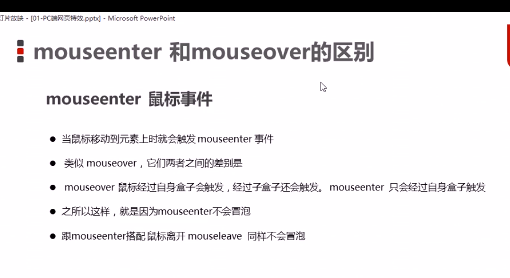 灯片放映 - [01-PC端网页特效.pptx] - Microsoft PowerPoint
mouseenter 和mouseover的区别
mouseenter 鼠标事件
当鼠标移动到元素上时就会触发 mouseenter 事件
类似 mouseover，它们两者之间的差别是
mouseover 鼠标经过自身盒子会触发，经过子盒子还会触发。 mouseenter 只会经过自身盒子触发
之所以这样，就是因为mouseenter不会冒泡
跟mouseenter搭配 鼠标离开 mouseleave 同样不会冒泡